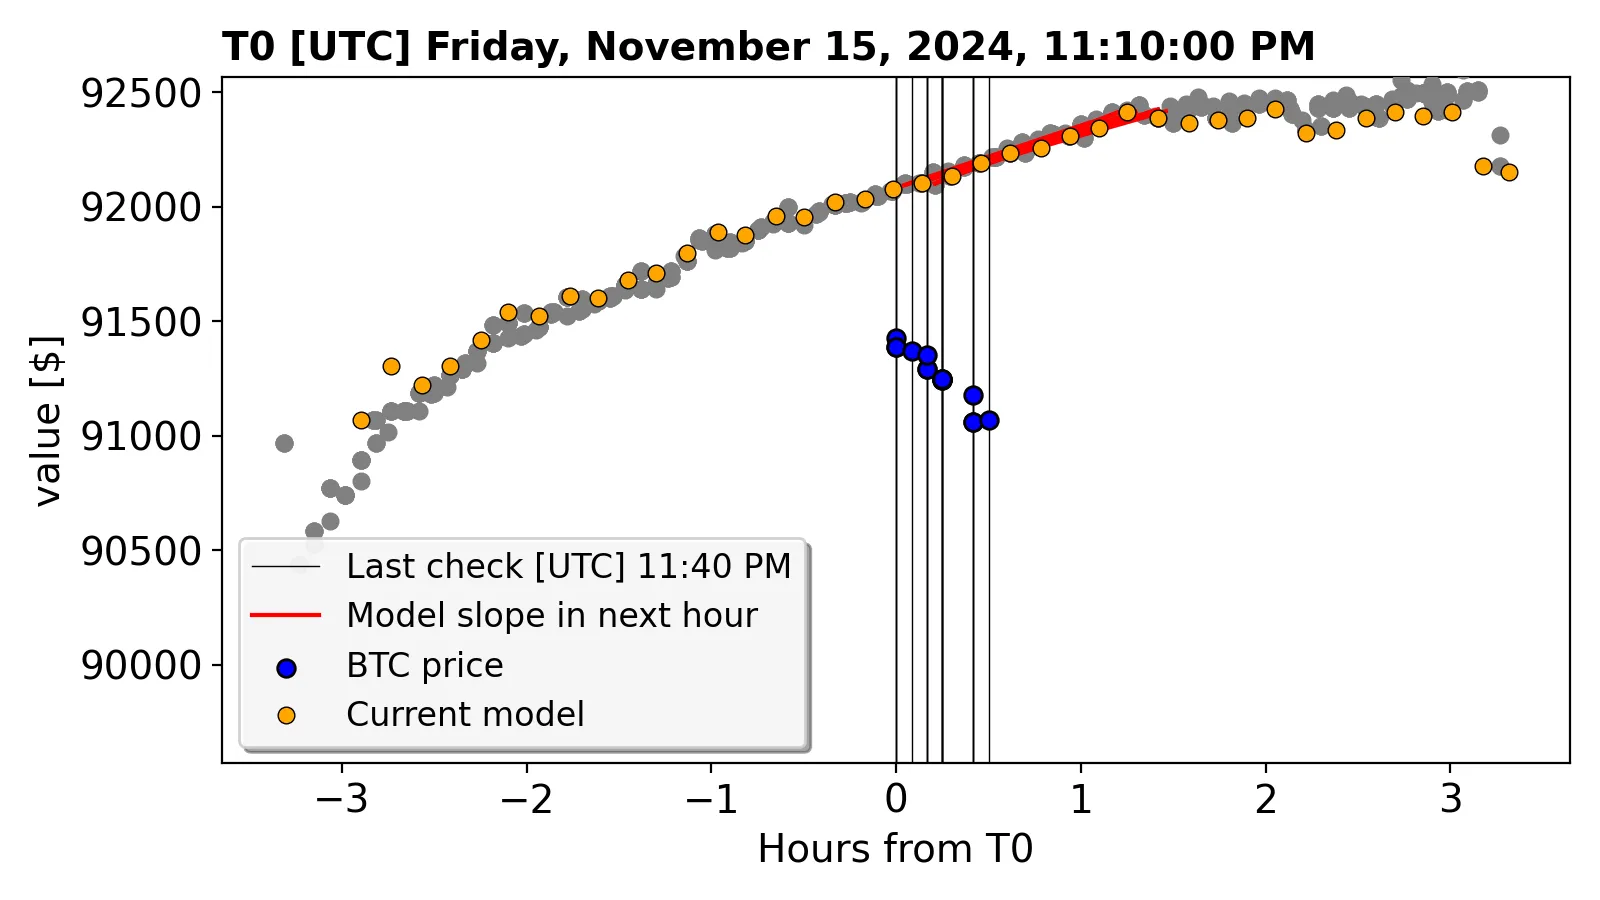 T0 [UTC] Friday, November 15, 2024, 11:10:00 PM
92500
92000
91500
91000
90500
90000
value [$]
Last check [UTC] 11:40 PM
Model slope in next hour
BTC price
Current model
−3 −2 −1 0 1 2 3
Hours from T0